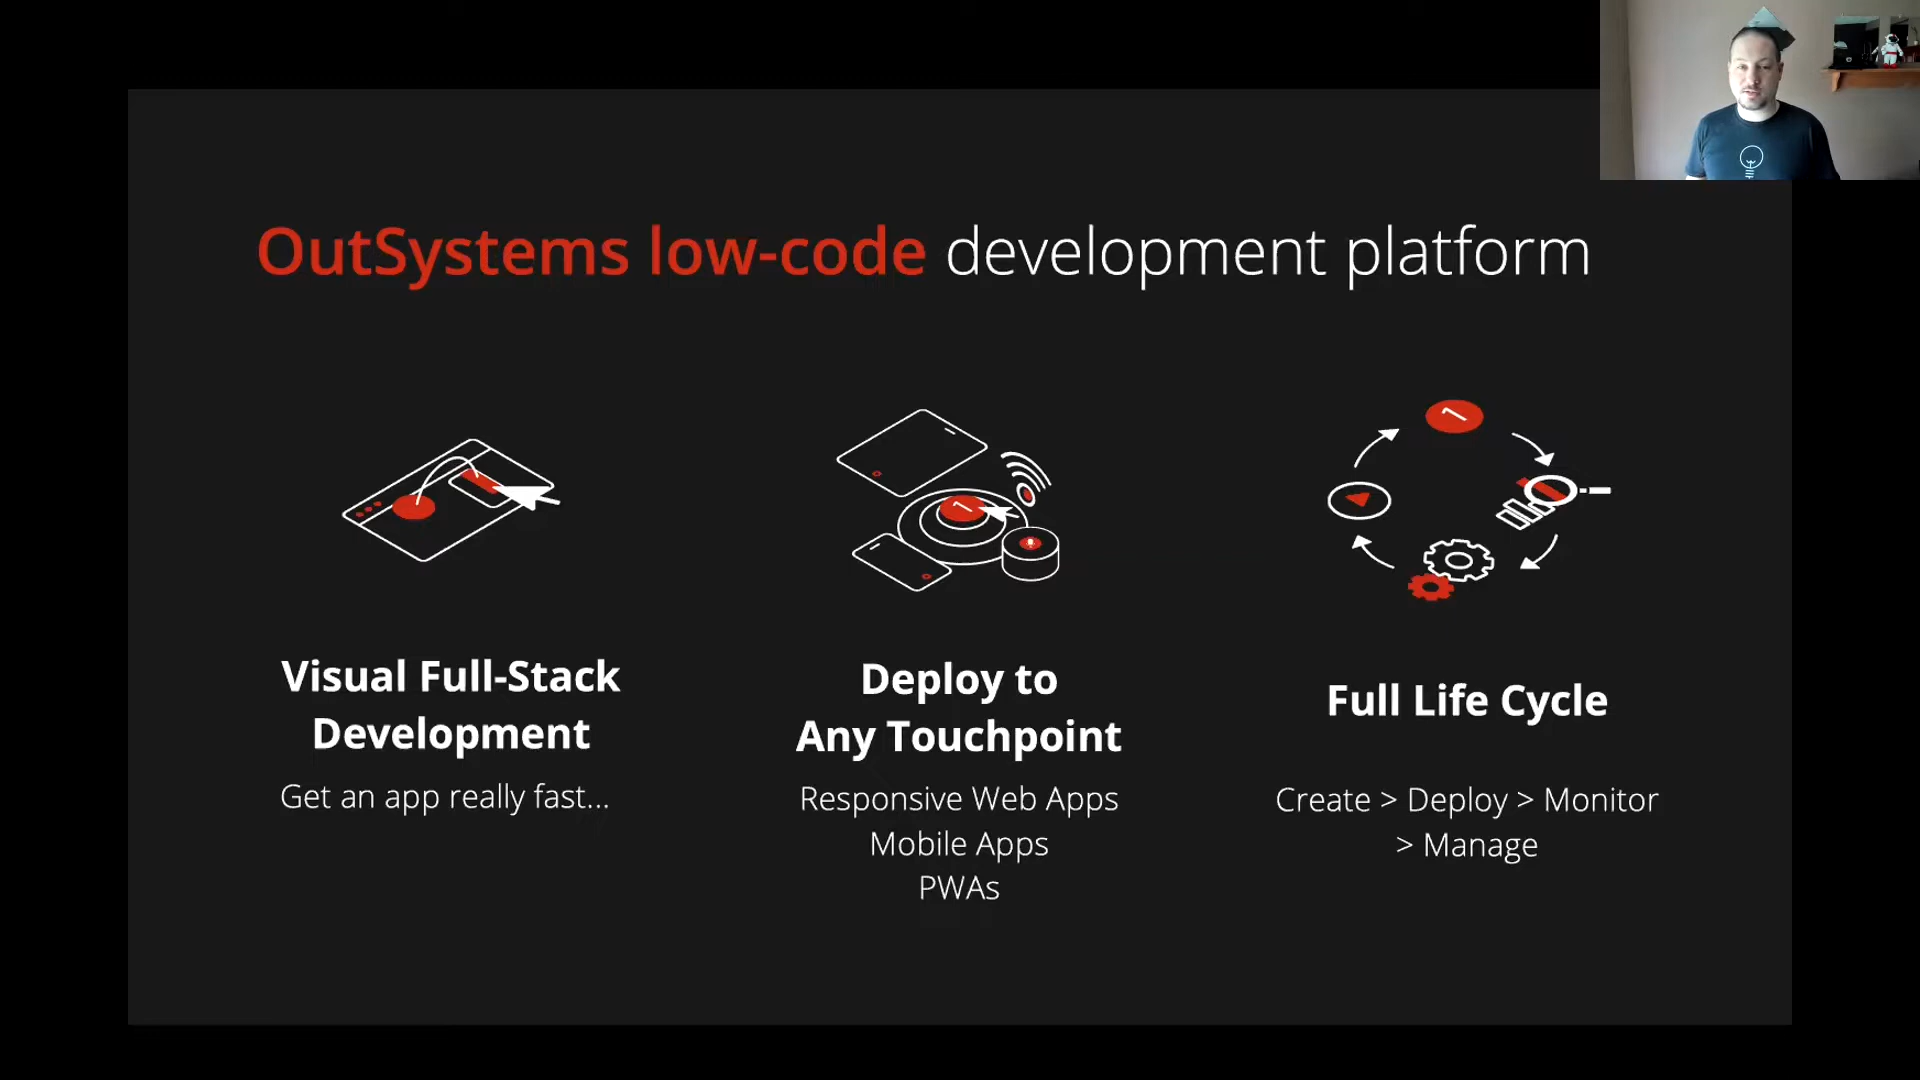 OutSystems low-code development platform
Visual Full-Stack
Development
Get an app really fast...
Deploy to
Any Touchpoint
Responsive Web Apps
Mobile Apps
PWAs
Full Life Cycle
Create > Deploy > Monitor
> Manage